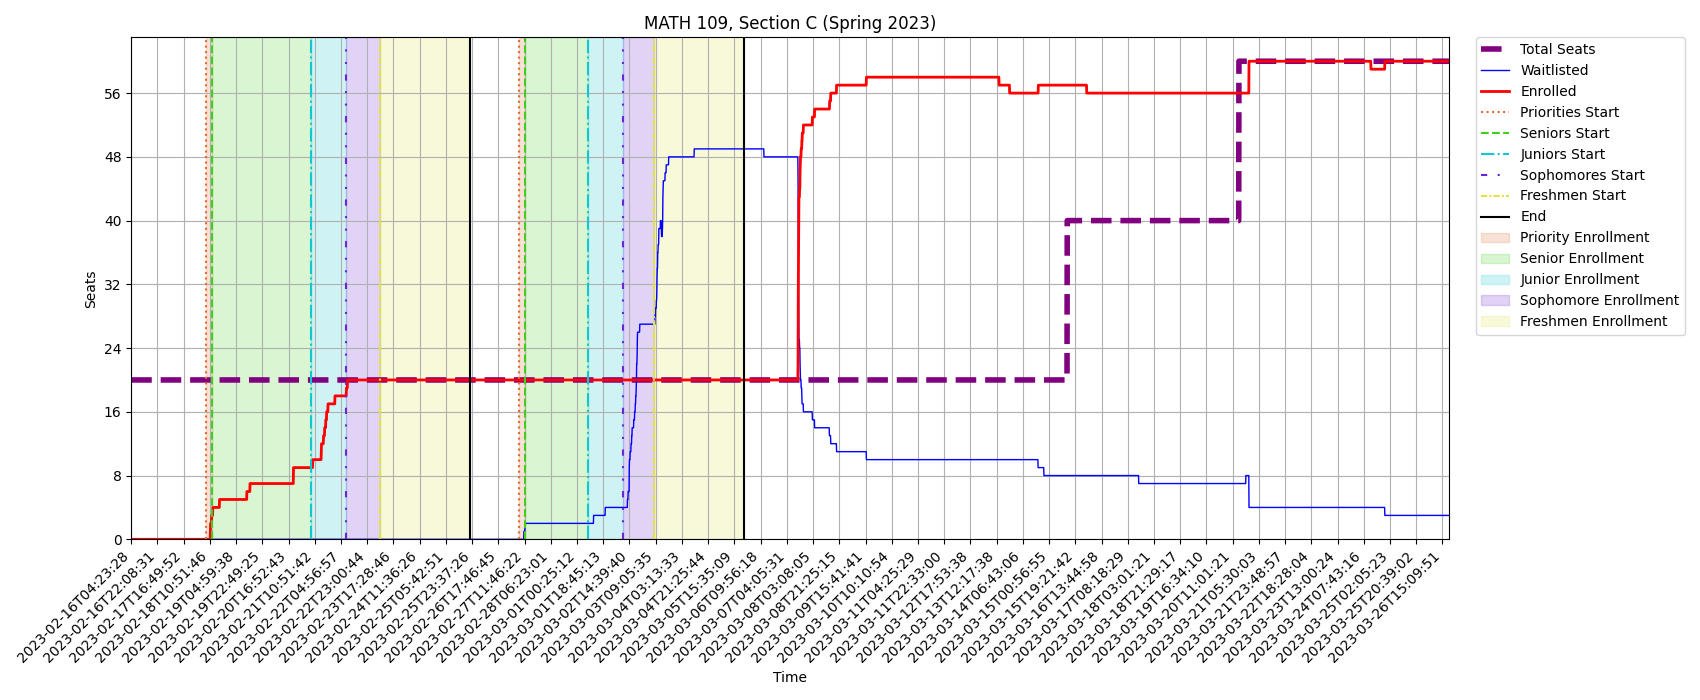 MATH 109, Section C (Spring 2023)
Seats
56
48
40
32
24
16
8
0
2023-02-16T04:23:28
2023-02-16T22:08:31
2023-02-17T16:49:52
2023-02-18T10:51:46
2023-02-19T04:59:38
2023-02-19T22:49:25
2023-02-20T16:52:43
2023-02-21T10:51:42
2023-02-22T04:56:57
2023-02-22T23:00:44
2023-02-23T17:28:46
2023-02-24T11:36:26
2023-02-25T05:42:51
2023-02-25T23:37:26
2023-02-26T17:46:45
2023-02-27T11:46:22
2023-02-28T06:23:01
2023-03-01T00:25:12
2023-03-01T18:45:13
2023-03-02T14:39:40
2023-03-03T09:05:35
2023-03-04T03:13:33
2023-03-04T21:25:44
2023-03-05T15:35:09
2023-03-06T09:56:18
2023-03-07T04:05:31
2023-03-08T03:08:05
2023-03-08T21:25:15
2023-03-09T15:41:41
2023-03-10T10:10:54
2023-03-11T04:25:29
2023-03-11T22:33:00
2023-03-12T17:53:38
2023-03-13T12:17:38
2023-03-14T06:43:06
2023-03-15T00:56:55
2023-03-15T19:21:42
2023-03-16T13:44:58
2023-03-17T08:18:29
2023-03-18T03:01:21
2023-03-18T21:29:17
2023-03-19T16:34:10
2023-03-20T11:01:21
2023-03-21T05:30:03
2023-03-21T23:48:57
2023-03-22T18:28:04
2023-03-23T13:00:24
2023-03-24T07:43:16
2023-03-25T02:05:23
2023-03-25T20:39:02
2023-03-26T15:09:51
Time
Total Seats
Waitlisted
Enrolled
Priorities Start
Seniors Start
Juniors Start
Sophomores Start
Freshmen Start
End
Priority Enrollment
Senior Enrollment
Junior Enrollment
Sophomore Enrollment
Freshmen Enrollment